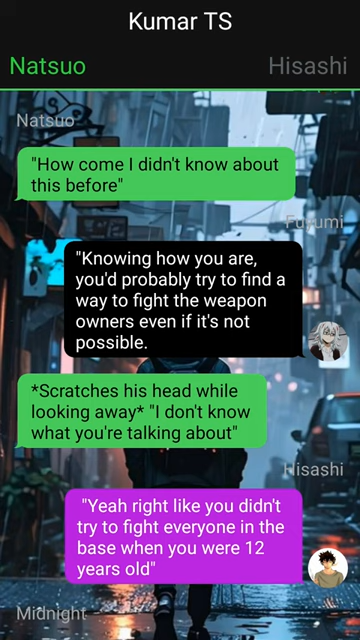 Kumar TS
Natsuo
Hisashi
Natsuo
"How come I didn't know about
this before"
Fuyumi
"Knowing how you are,
you'd probably try to find a
way to fight the weapon
owners even if it's not
possible.
*Scratches his head while
looking away* "I don't know
what you're talking about"
Hisashi
"Yeah right like you didn't
try to fight everyone in the
base when you were 12
years old"
Midnight